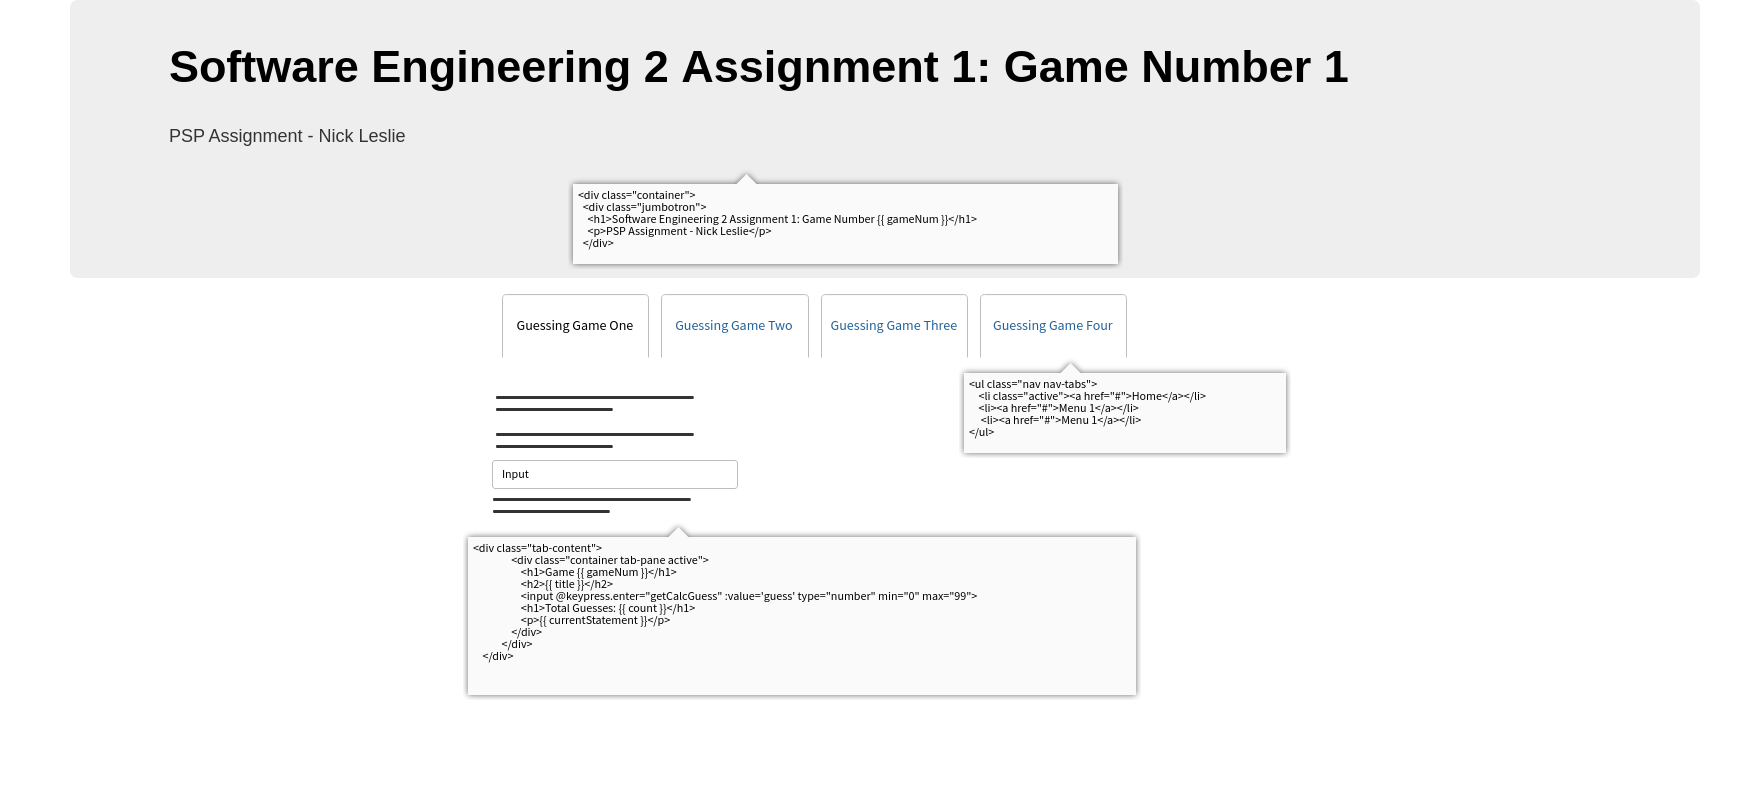 Software Engineering 2 Assignment 1: Game Number 1
PSP Assignment - Nick Leslie
<div class="container">
<div class="jumbotron">
<h1>Software Engineering 2 Assignment 1: Game Number {{ gameNum }}</h1>
<p>PSP Assignment - Nick Leslie</p>
</div>
Guessing Game One
Guessing Game Two
Guessing Game Three
Guessing Game Four
<ul class="nav nav-tabs">
<li class="active"><a href="#">Home</a></li>
<li><a href="#">Menu 1</a></li>
<li><a href="#">Menu 1</a></li>
</ul>
Input
<div class="tab-content">
<div class="container tab-pane active">
<h1>Game {{ gameNum }}</h1>
<h2>{{ title }}</h2>
<input @keypress.enter="getCalcGuess" :value='guess' type="number" min="0" max="99">
<h1>Total Guesses: {{ count }}</h1>
<p>{{ currentStatement }}</p>
</div>
</div>
</div>